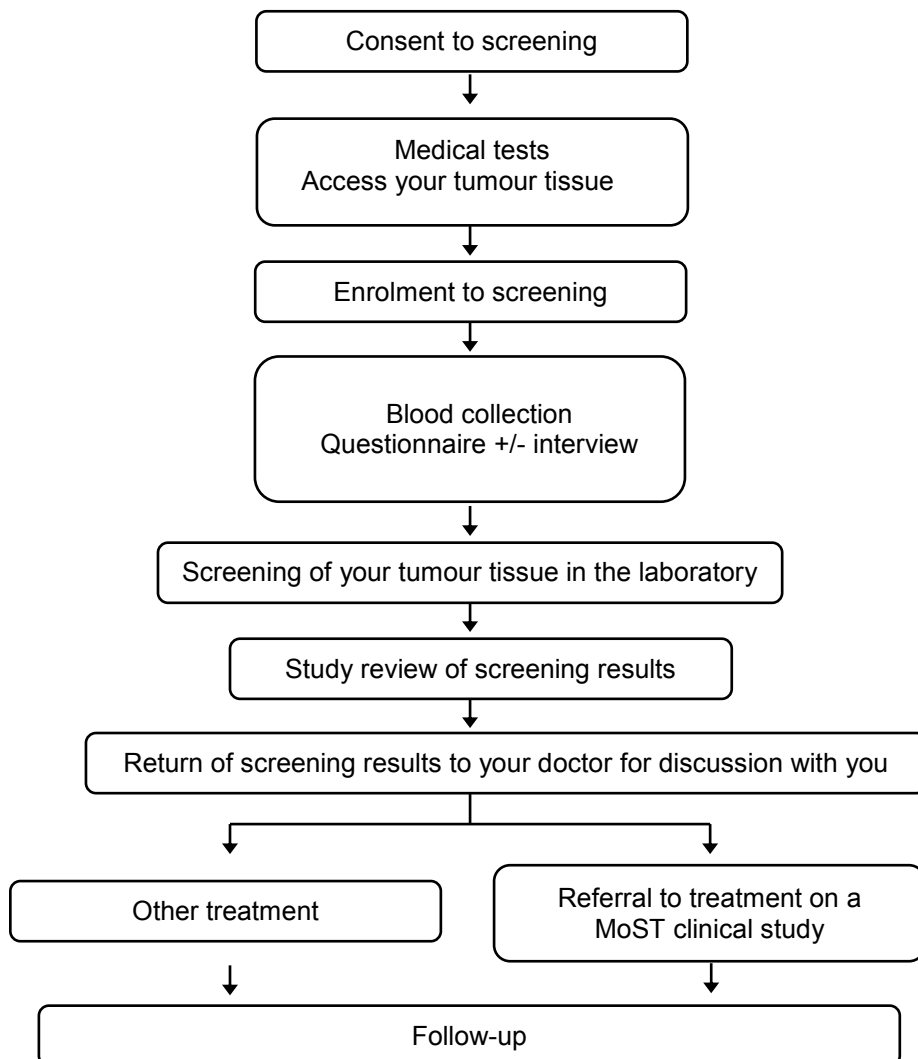 Consent to screening
Medical tests
Access your tumour tissue
Enrolment to screening
Blood collection
Questionnaire +/- interview
Screening of your tumour tissue in the laboratory
Study review of screening results
Return of screening results to your doctor for discussion with you
Other treatment
Referral to treatment on a
MoST clinical study
Follow-up